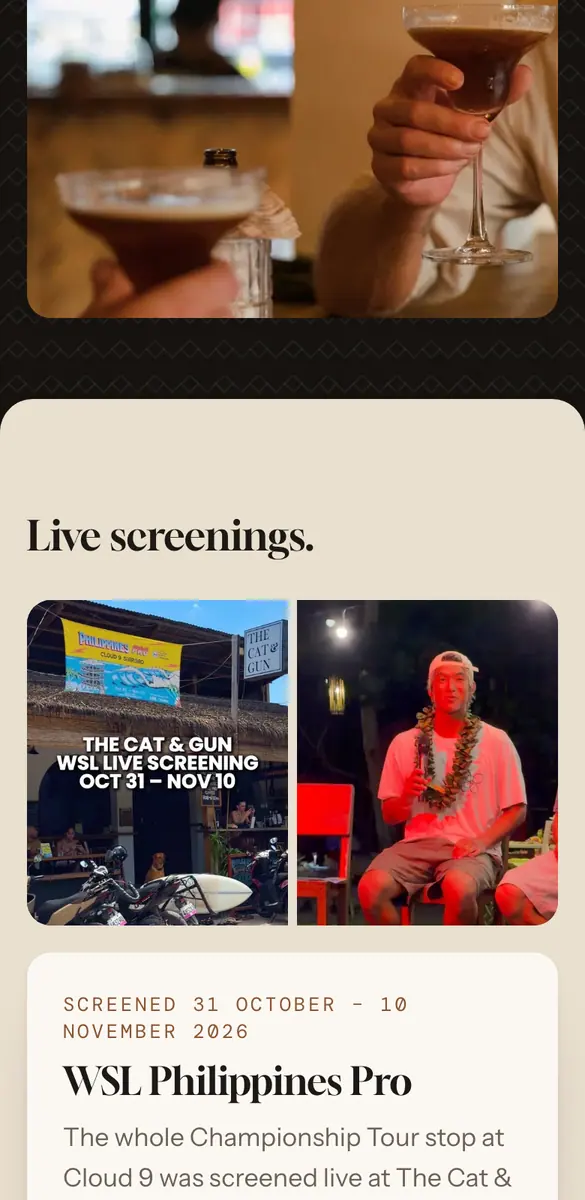 Live screenings.
PHILIPPINES PRO
CLOUD 9 SIARGAO
THE
CAT &
GUN
THE CAT & GUN
WSL LIVE SCREENING
OCT 31 – NOV 10
SCREENED 31 OCTOBER – 10
NOVEMBER 2026
WSL Philippines Pro
The whole Championship Tour stop at
Cloud 9 was screened live at The Cat &